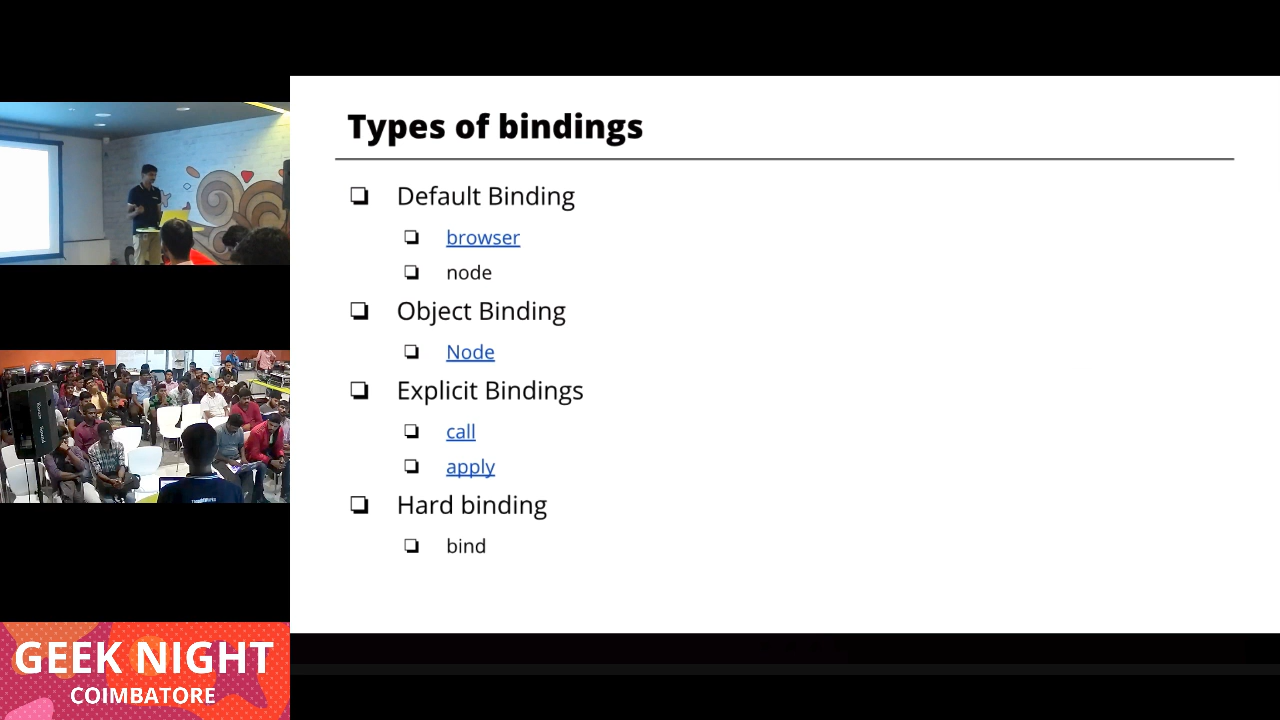 Types of bindings
Default Binding
browser
node
Object Binding
Node
Explicit Bindings
call
apply
Hard binding
bind
GEEK NIGHT
COIMBATORE